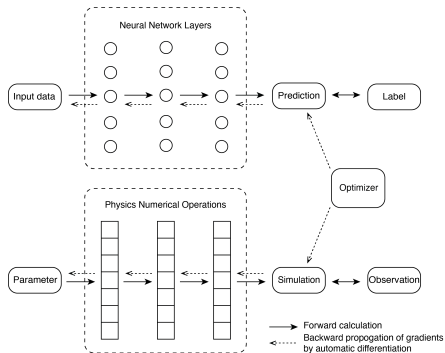 Neural Network Layers
Input data
Prediction
Label
Optimizer
Physics Numerical Operations
Parameter
Simulation
Observation
Forward calculation
Backward propogation of gradients
by automatic differentiation